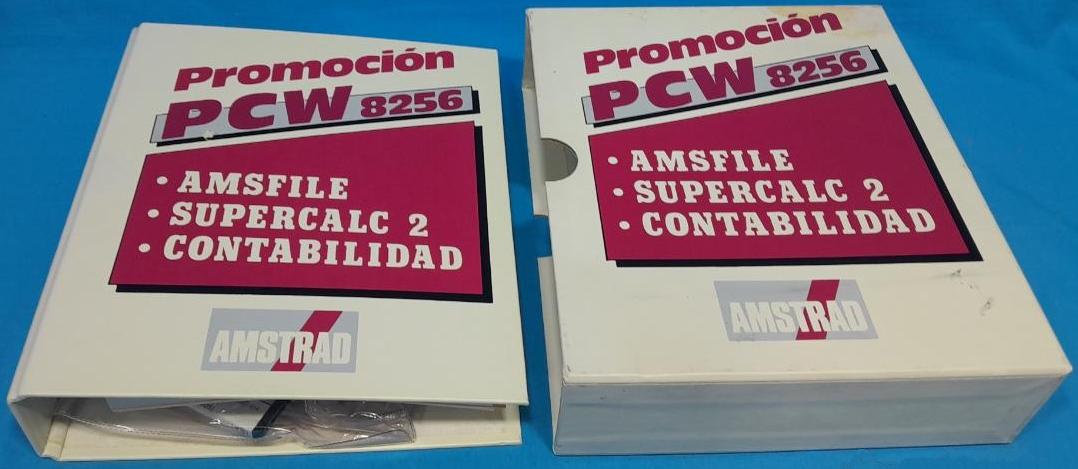 Promoción
PCW 8256
• AMSFILE
• SUPERCALC 2
• CONTABILIDAD
AMSTRAD
Promoción
PCW 8256
• AMSFILE
• SUPERCALC 2
• CONTABILIDAD
AMSTRAD